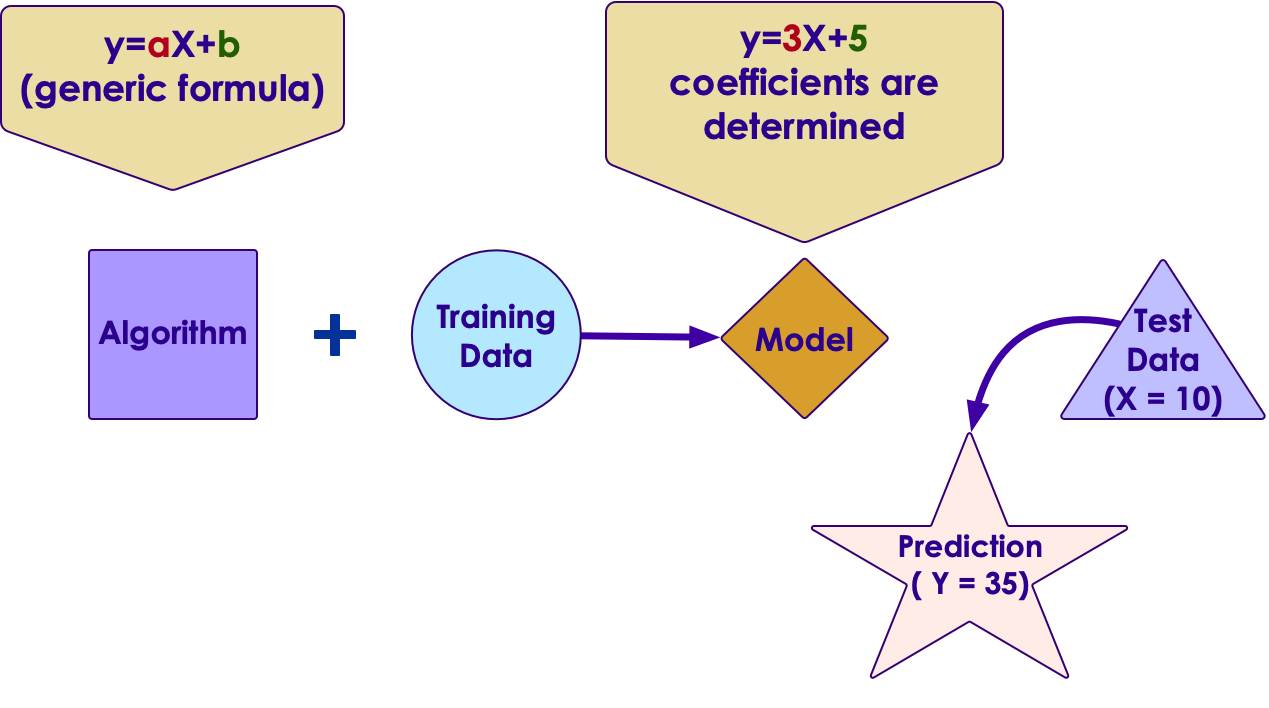 y=aX+b
(generic formula)
y=3X+5
coefficients are
determined
Algorithm
+
Training
Data
Model
Test
Data
(X = 10)
Prediction
( Y = 35)